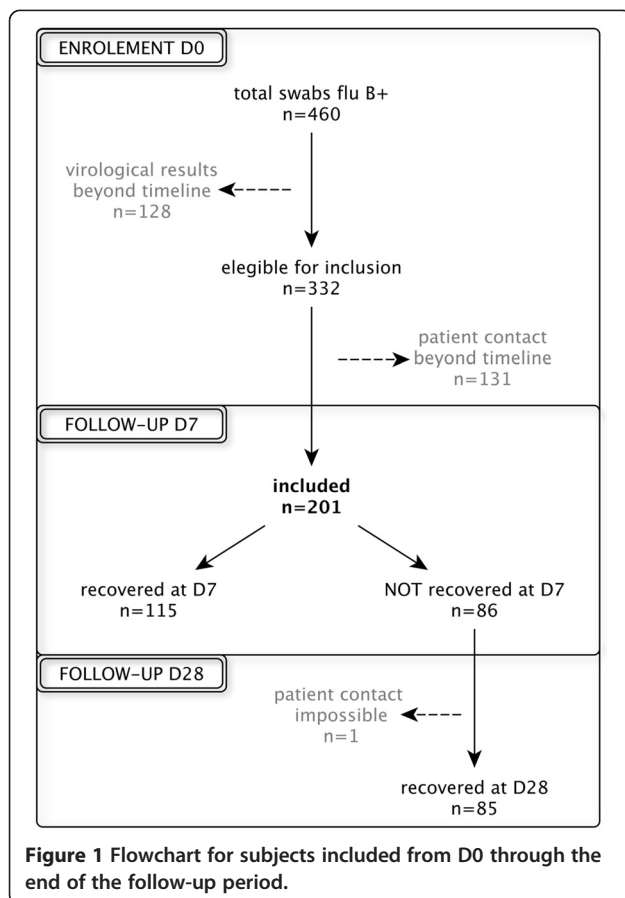 ENROLEMENT D0
total swabs flu B+
n=460
virological results
beyond timeline
n=128
elegible for inclusion
n=332
patient contact
beyond timeline
n=131
FOLLOW-UP D7
included
n=201
recovered at D7
n=115
NOT recovered at D7
n=86
FOLLOW-UP D28
patient contact
impossible
n=1
recovered at D28
n=85
Figure 1 Flowchart for subjects included from D0 through the
end of the follow-up period.